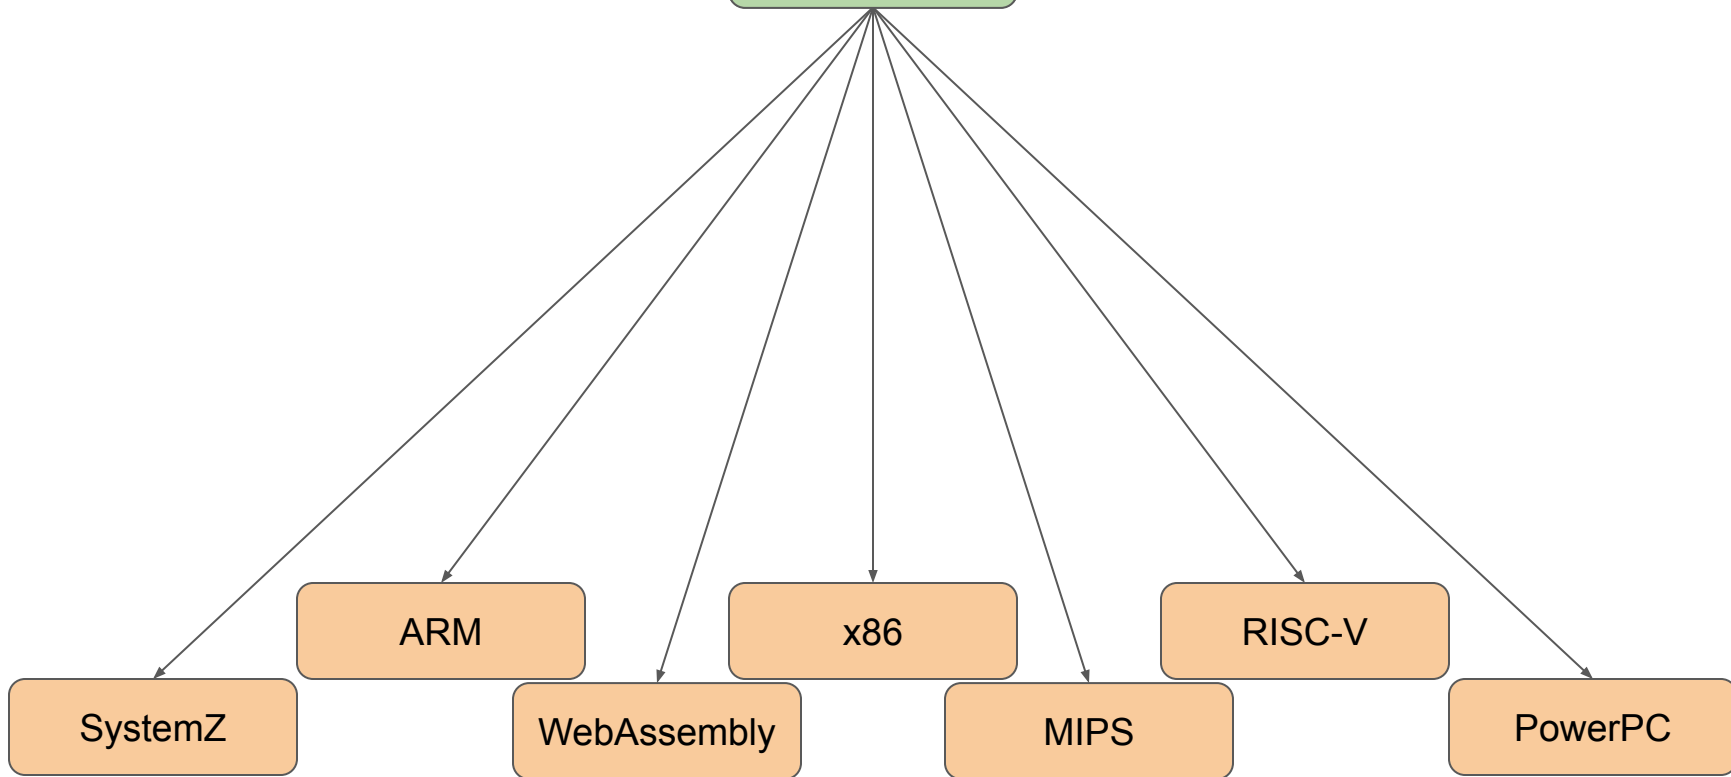 ARM
x86
RISC-V
SystemZ
WebAssembly
MIPS
PowerPC